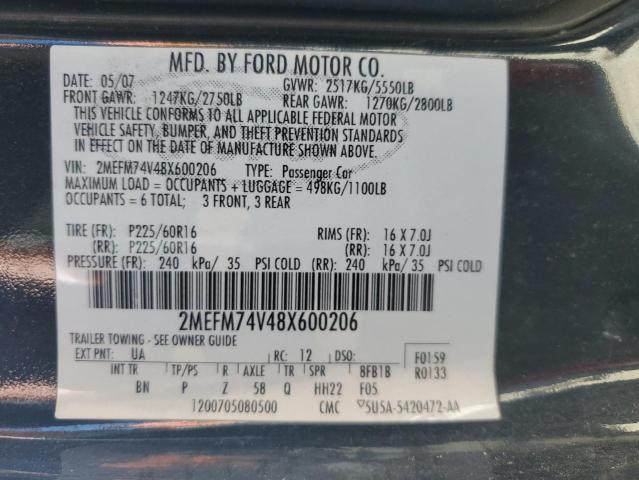 MFD. BY FORD MOTOR CO.
DATE: 05/07 GVWR: 2517KG/5550LB
FRONT GAWR: 1247KG/2750LB REAR GAWR: 1270KG/2800LB
THIS VEHICLE CONFORMS TO ALL APPLICABLE FEDERAL MOTOR
VEHICLE SAFETY, BUMPER, AND THEFT PREVENTION STANDARDS
IN EFFECT ON THE DATE OF MANUFACTURE SHOWN ABOVE.
VIN: 2MEFM74V48X600206 TYPE: Passenger Car
MAXIMUM LOAD = OCCUPANTS + LUGGAGE = 498KG/1100LB
OCCUPANTS = 6 TOTAL; 3 FRONT, 3 REAR
TIRE (FR): P225/60R16 RIMS (FR): 16 X 7.0J
(RR): P225/60R16 (RR): 16 X 7.0J
PRESSURE (FR): 240 kPa/ 35 PSI COLD (RR): 240 kPa/ 35 PSI COLD
2MEFM74V48X600206
TRAILER TOWING - SEE OWNER GUIDE
EXT PNT: UA RC: 12 DSO: F0159
INT TR TP/PS R AXLE TR SPR 8FB1B R0133
BN P Z 58 Q HH22 F05
1200705080500 CMC 5U5A-5420472-AA